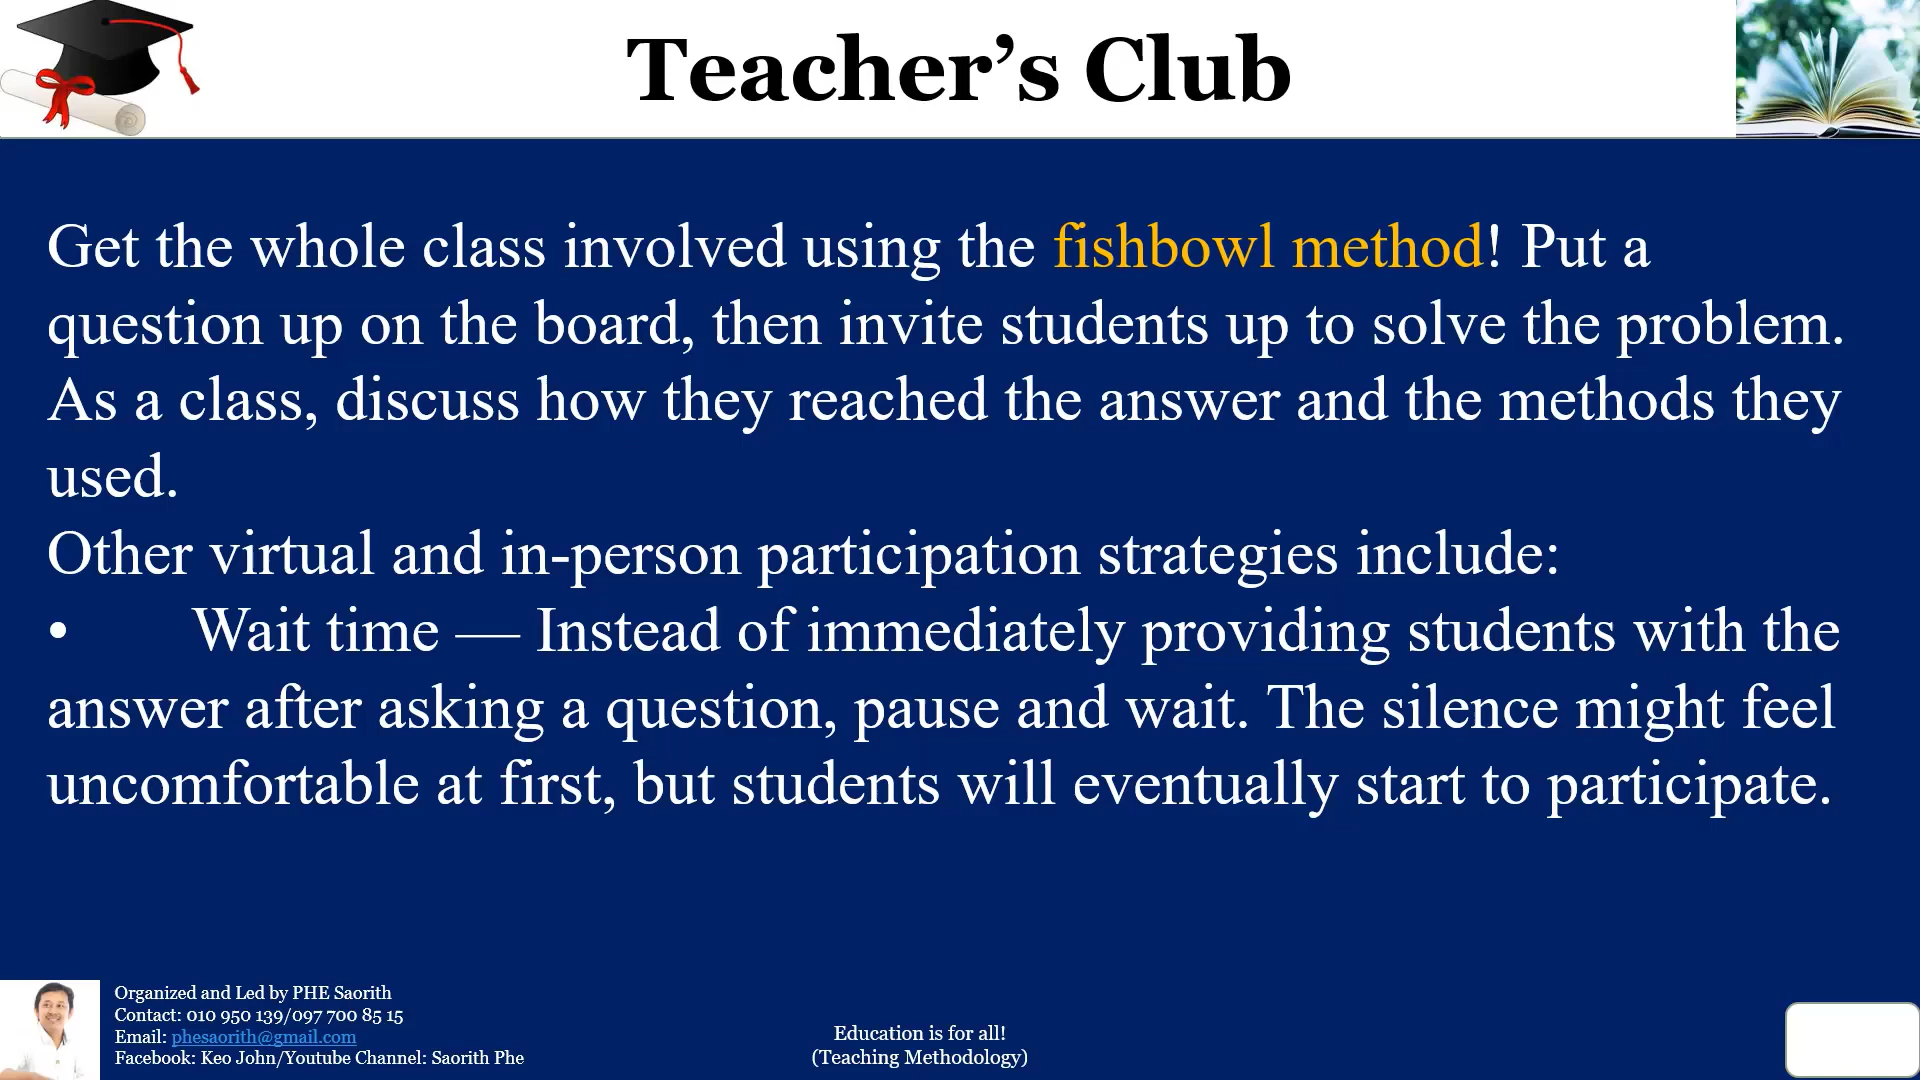 Teacher’s Club
Get the whole class involved using the fishbowl method! Put a
question up on the board, then invite students up to solve the problem.
As a class, discuss how they reached the answer and the methods they
used.
Other virtual and in-person participation strategies include:
• Wait time — Instead of immediately providing students with the
answer after asking a question, pause and wait. The silence might feel
uncomfortable at first, but students will eventually start to participate.
Organized and Led by PHE Saorith
Contact: 010 950 139/097 700 85 15
Email: phesaorith@gmail.com
Facebook: Keo John/Youtube Channel: Saorith Phe
Education is for all!
(Teaching Methodology)